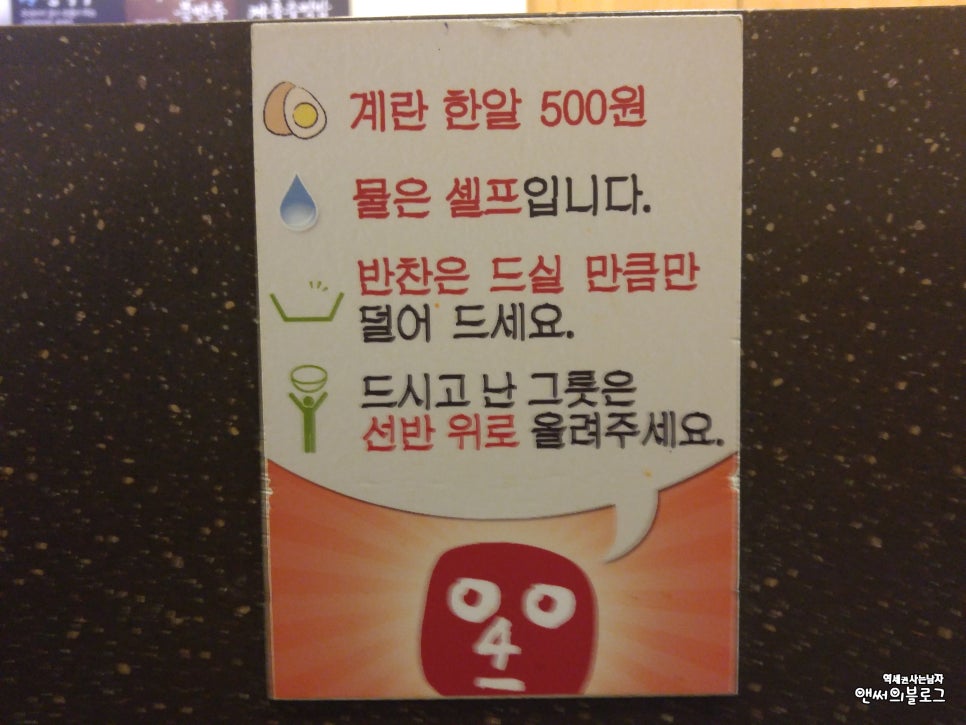 계란 한알 500원
물은 셀프입니다.
반찬은 드실 만큼만
덜어 드세요.
드시고 난 그릇은
선반 위로 올려주세요.
4
역세권사는남자
앤써의블로그